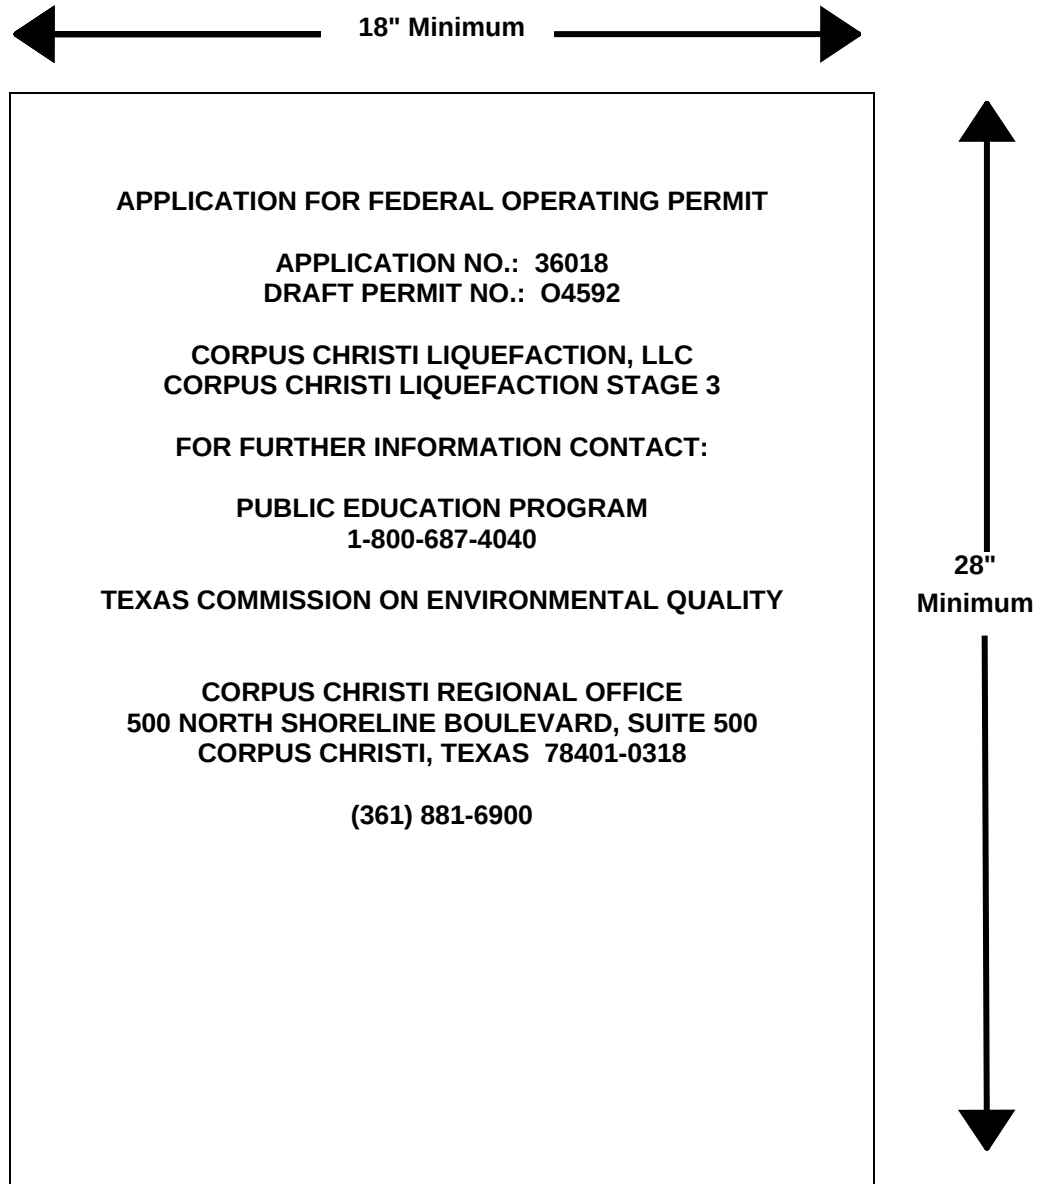 18" Minimum
APPLICATION FOR FEDERAL OPERATING PERMIT
APPLICATION NO.: 36018
DRAFT PERMIT NO.: O4592
CORPUS CHRISTI LIQUEFACTION, LLC
CORPUS CHRISTI LIQUEFACTION STAGE 3
FOR FURTHER INFORMATION CONTACT:
PUBLIC EDUCATION PROGRAM
1-800-687-4040
TEXAS COMMISSION ON ENVIRONMENTAL QUALITY
CORPUS CHRISTI REGIONAL OFFICE
500 NORTH SHORELINE BOULEVARD, SUITE 500
CORPUS CHRISTI, TEXAS  78401-0318
(361) 881-6900
28"
Minimum